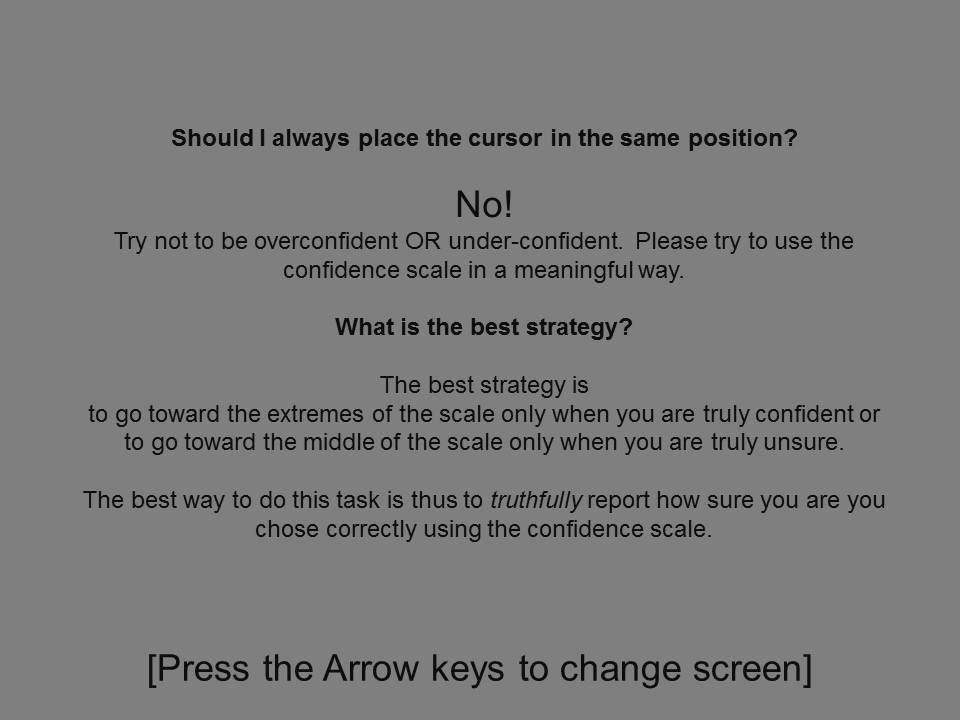 Should I always place the cursor in the same position?
No!
Try not to be overconfident OR under-confident.  Please try to use the
confidence scale in a meaningful way.
What is the best strategy?
The best strategy is
to go toward the extremes of the scale only when you are truly confident or
to go toward the middle of the scale only when you are truly unsure.
The best way to do this task is thus to truthfully report how sure you are you
chose correctly using the confidence scale.
[Press the Arrow keys to change screen]